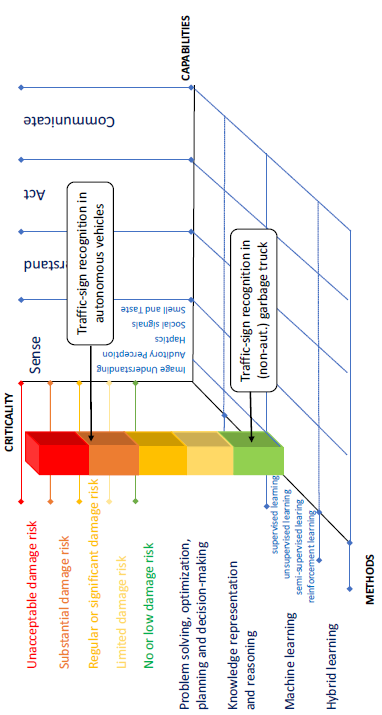 CRITICALITY
Unacceptable damage risk
Substantial damage risk
Regular or significant damage risk
Limited damage risk
No or low damage risk
Problem solving, optimization,
planning and decision-making
Knowledge representation
and reasoning
Machine learning
supervised learning
unsupervised learning
semi-supervised learing
reinforcement learning
Hybrid learning
METHODS
CAPABILITIES
Communicate
Act
Sense
Image Understanding
Auditory Perception
Haptics
Social signals
Smell and Taste
Traffic-sign recognition in
autonomous vehicles
Traffic-sign recognition in
(non-aut.) garbage truck